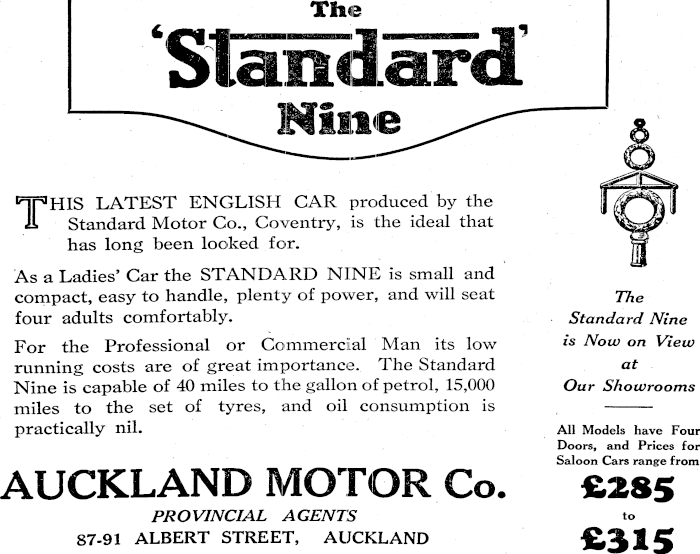 The
'Standard'
Nine
THIS LATEST ENGLISH CAR produced by the
Standard Motor Co., Coventry, is the ideal that
has long been looked for.
As a Ladies' Car the STANDARD NINE is small and
compact, easy to handle, plenty of power, and will seat
four adults comfortably.
For the Professional or Commercial Man its low
running costs are of great importance. The Standard
Nine is capable of 40 miles to the gallon of petrol, 15,000
miles to the set of tyres, and oil consumption is
practically nil.
AUCKLAND MOTOR Co.
PROVINCIAL AGENTS
87-91 ALBERT STREET, AUCKLAND
The
Standard Nine
is Now on View
at
Our Showrooms
All Models have Four
Doors, and Prices for
Saloon Cars range from
£285
to
£315